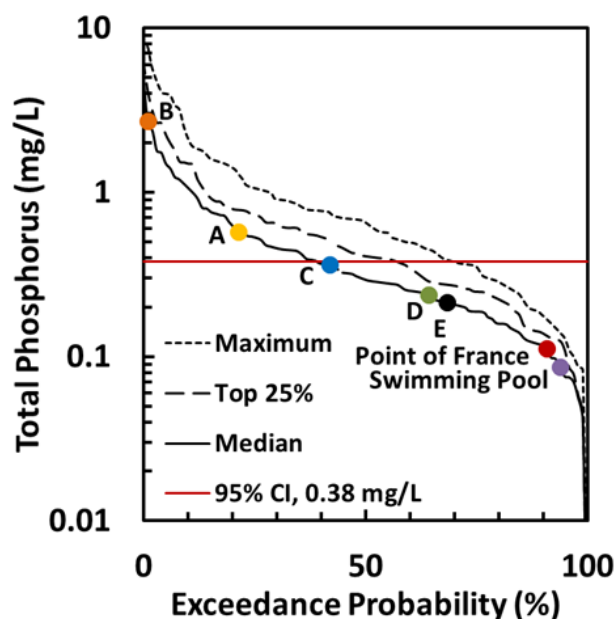 Total Phosphorus (mg/L)
10
1
0.1
0.01
B
A
C
D
E
Point of France
Swimming Pool
Maximum
Top 25%
Median
95% CI, 0.38 mg/L
0
50
100
Exceedance Probability (%)